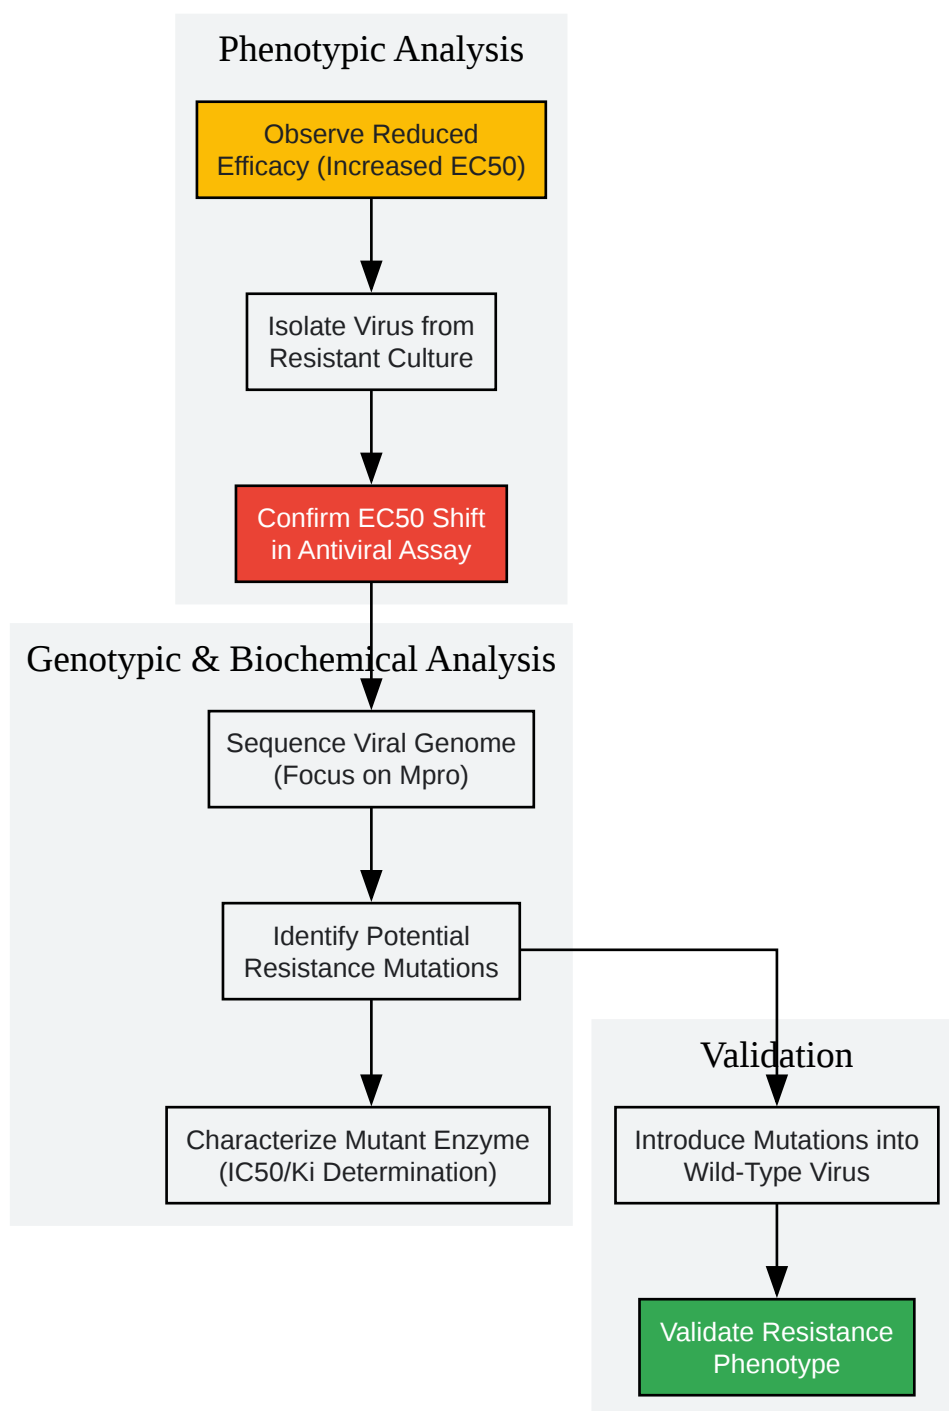 Phenotypic Analysis
Observe Reduced
Efficacy (Increased EC50)
Isolate Virus from
Resistant Culture
Confirm EC50 Shift
in Antiviral Assay
Genotypic & Biochemical Analysis
Sequence Viral Genome
(Focus on Mpro)
Identify Potential
Resistance Mutations
Characterize Mutant Enzyme
(IC50/Ki Determination)
Validation
Introduce Mutations into
Wild-Type Virus
Validate Resistance
Phenotype